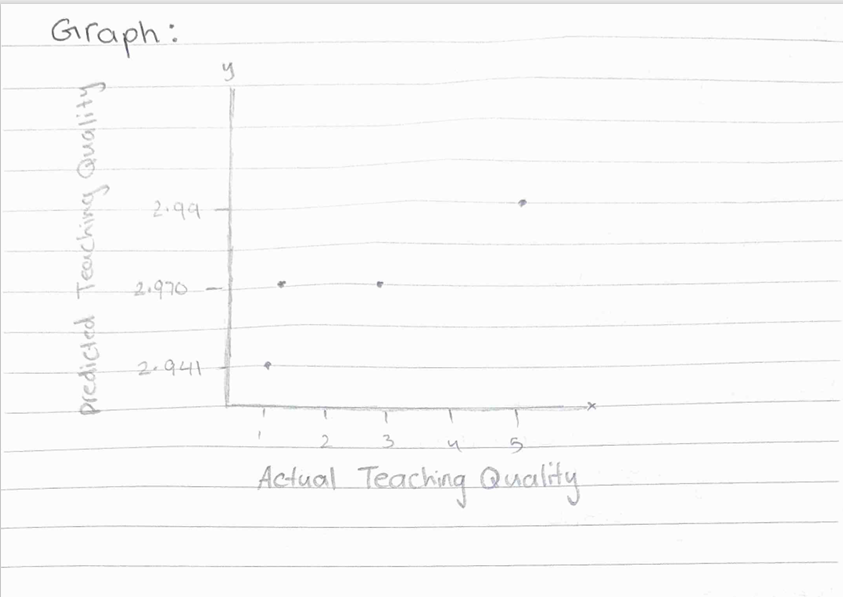 Graph:
y
Predicted Teaching Quality
2.99
2.970
2.941
x
1 2 3 4 5
Actual Teaching Quality